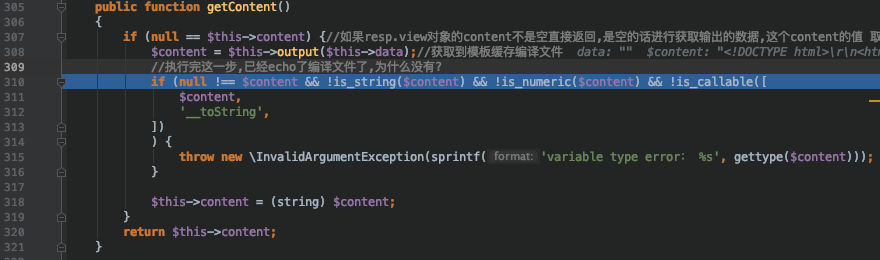 305 public function getContent()
306 {
307 if (null == $this->content) {//如果resp.view对象的content不是空直接返回,是空的话进行获取输出的数据,这个content的值 取
308 $content = $this->output($this->data);//获取到模板缓存编译文件 data: "" $content: "<!DOCTYPE html>\r\n<ht
309 //执行完这一步,已经echo了编译文件了,为什么没有?
310 if (null !== $content && !is_string($content) && !is_numeric($content) && !is_callable([
311 $content,
312 '__toString',
313 ])
314 ) {
315 throw new \InvalidArgumentException(sprintf( format: 'variable type error: %s', gettype($content)));
316 }
317
318 $this->content = (string) $content;
319 }
320 return $this->content;
321 }